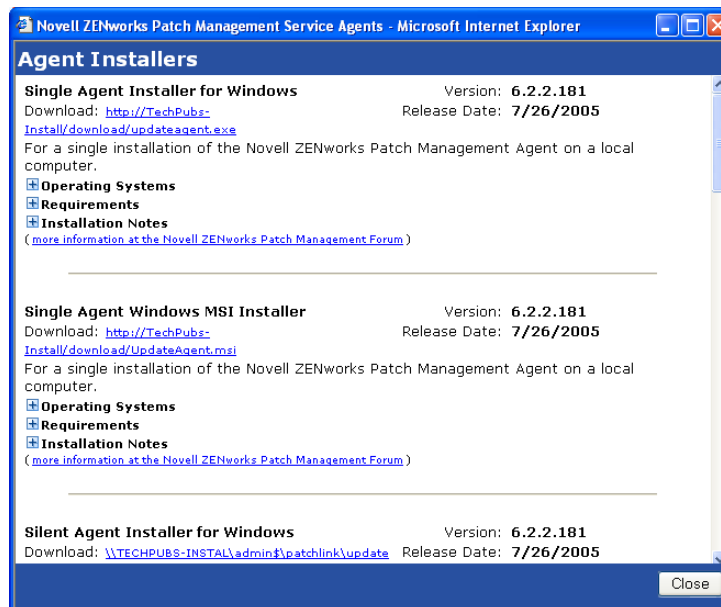 Novell ZENworks Patch Management Service Agents - Microsoft Internet Explorer
Agent Installers
Single Agent Installer for Windows Version: 6.2.2.181
Download: http://TechPubs- Release Date: 7/26/2005
Install/download/updateagent.exe
For a single installation of the Novell ZENworks Patch Management Agent on a local
computer.
Operating Systems
Requirements
Installation Notes
( more information at the Novell ZENworks Patch Management Forum )
Single Agent Windows MSI Installer Version: 6.2.2.181
Download: http://TechPubs- Release Date: 7/26/2005
Install/download/UpdateAgent.msi
For a single installation of the Novell ZENworks Patch Management Agent on a local
computer.
Operating Systems
Requirements
Installation Notes
( more information at the Novell ZENworks Patch Management Forum )
Silent Agent Installer for Windows Version: 6.2.2.181
Download: \\TECHPUBS-INSTAL\admin$\patchlink\update Release Date: 7/26/2005
Close